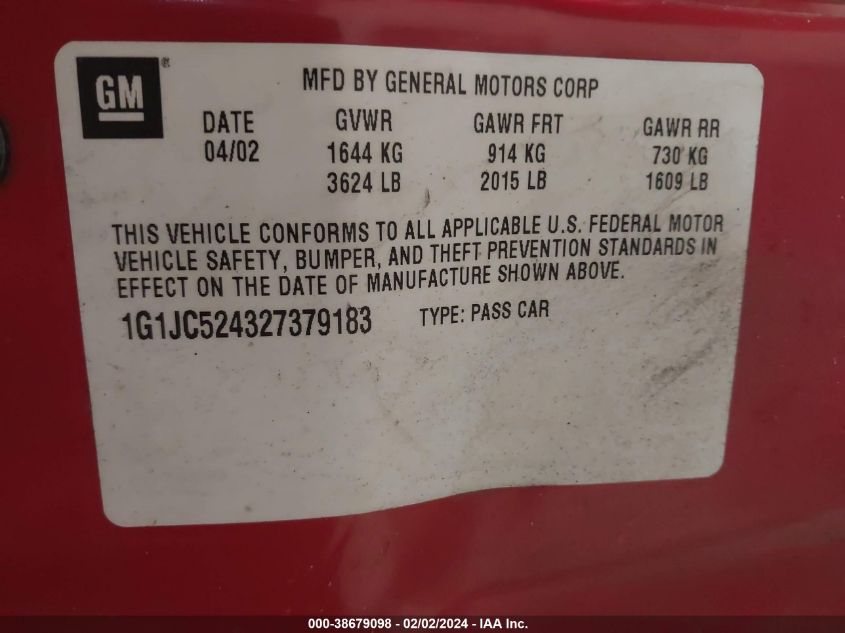 GM®
MFD BY GENERAL MOTORS CORP
DATE GVWR GAWR FRT GAWR RR
04/02 1644 KG 914 KG 730 KG
3624 LB 2015 LB 1609 LB
THIS VEHICLE CONFORMS TO ALL APPLICABLE U.S. FEDERAL MOTOR
VEHICLE SAFETY, BUMPER, AND THEFT PREVENTION STANDARDS IN
EFFECT ON THE DATE OF MANUFACTURE SHOWN ABOVE.
1G1JC524327379183 TYPE: PASS CAR
000-38679098 - 02/02/2024 - IAA Inc.